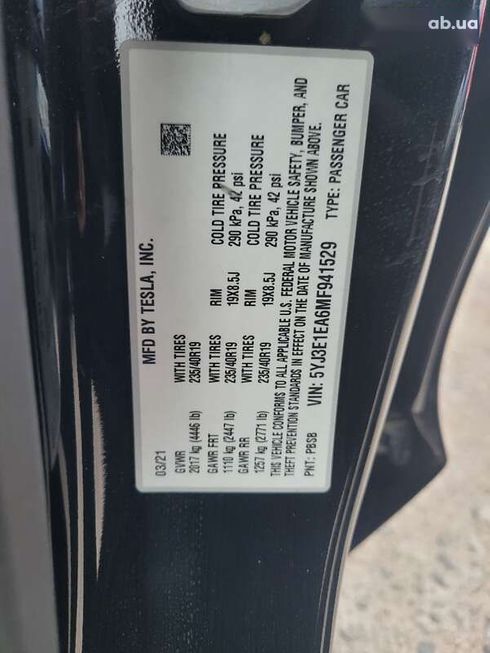 ab.ua
MFD BY TESLA, INC.
03/21
GVWR WITH TIRES RIM COLD TIRE PRESSURE
2017 kg (4446 lb) 235/40R19 19X8.5J 290 kPa, 42 psi
GAWR FRT WITH TIRES RIM COLD TIRE PRESSURE
1110 kg (2447 lb) 235/40R19 19X8.5J 290 kPa, 42 psi
GAWR RR WITH TIRES
1257 kg (2771 lb) 235/40R19
THIS VEHICLE CONFORMS TO ALL APPLICABLE U.S. FEDERAL MOTOR VEHICLE SAFETY, BUMPER, AND
THEFT PREVENTION STANDARDS IN EFFECT ON THE DATE OF MANUFACTURE SHOWN ABOVE.
VIN: 5YJ3E1EA6MF941529 TYPE: PASSENGER CAR
PNT: PBSB